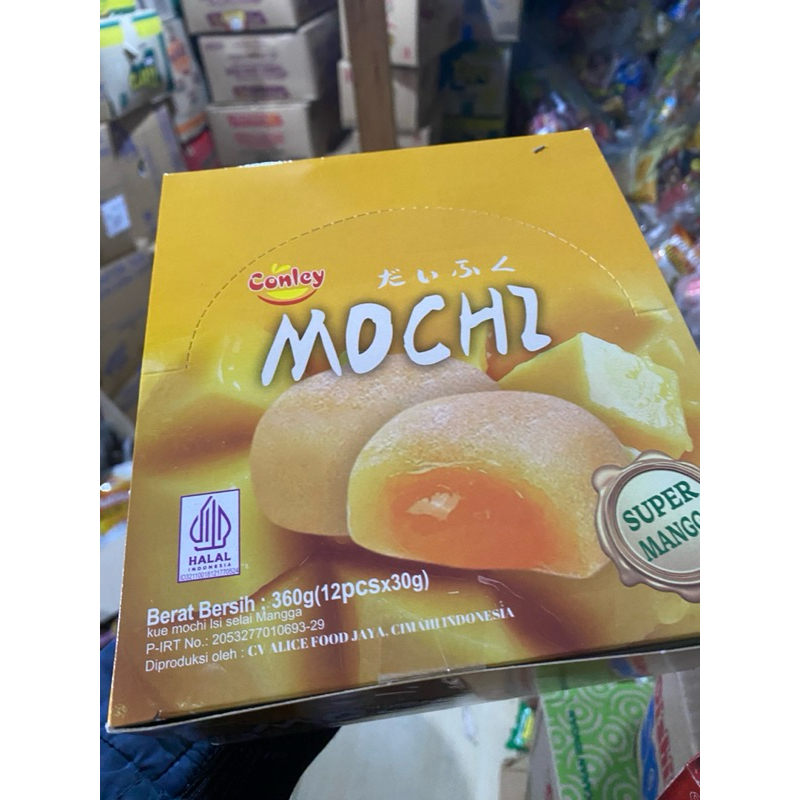 Conley
だいふく
MOCHI
SUPER
MANGO
HALAL
INDONESIA
Berat Bersih : 360g(12pcsx30g)
kue mochi Isi selai Mangga
P-IRT No.: 2053277010693-29
Diproduksi oleh : CV ALICE FOOD JAYA. CIMAHI INDONESIA